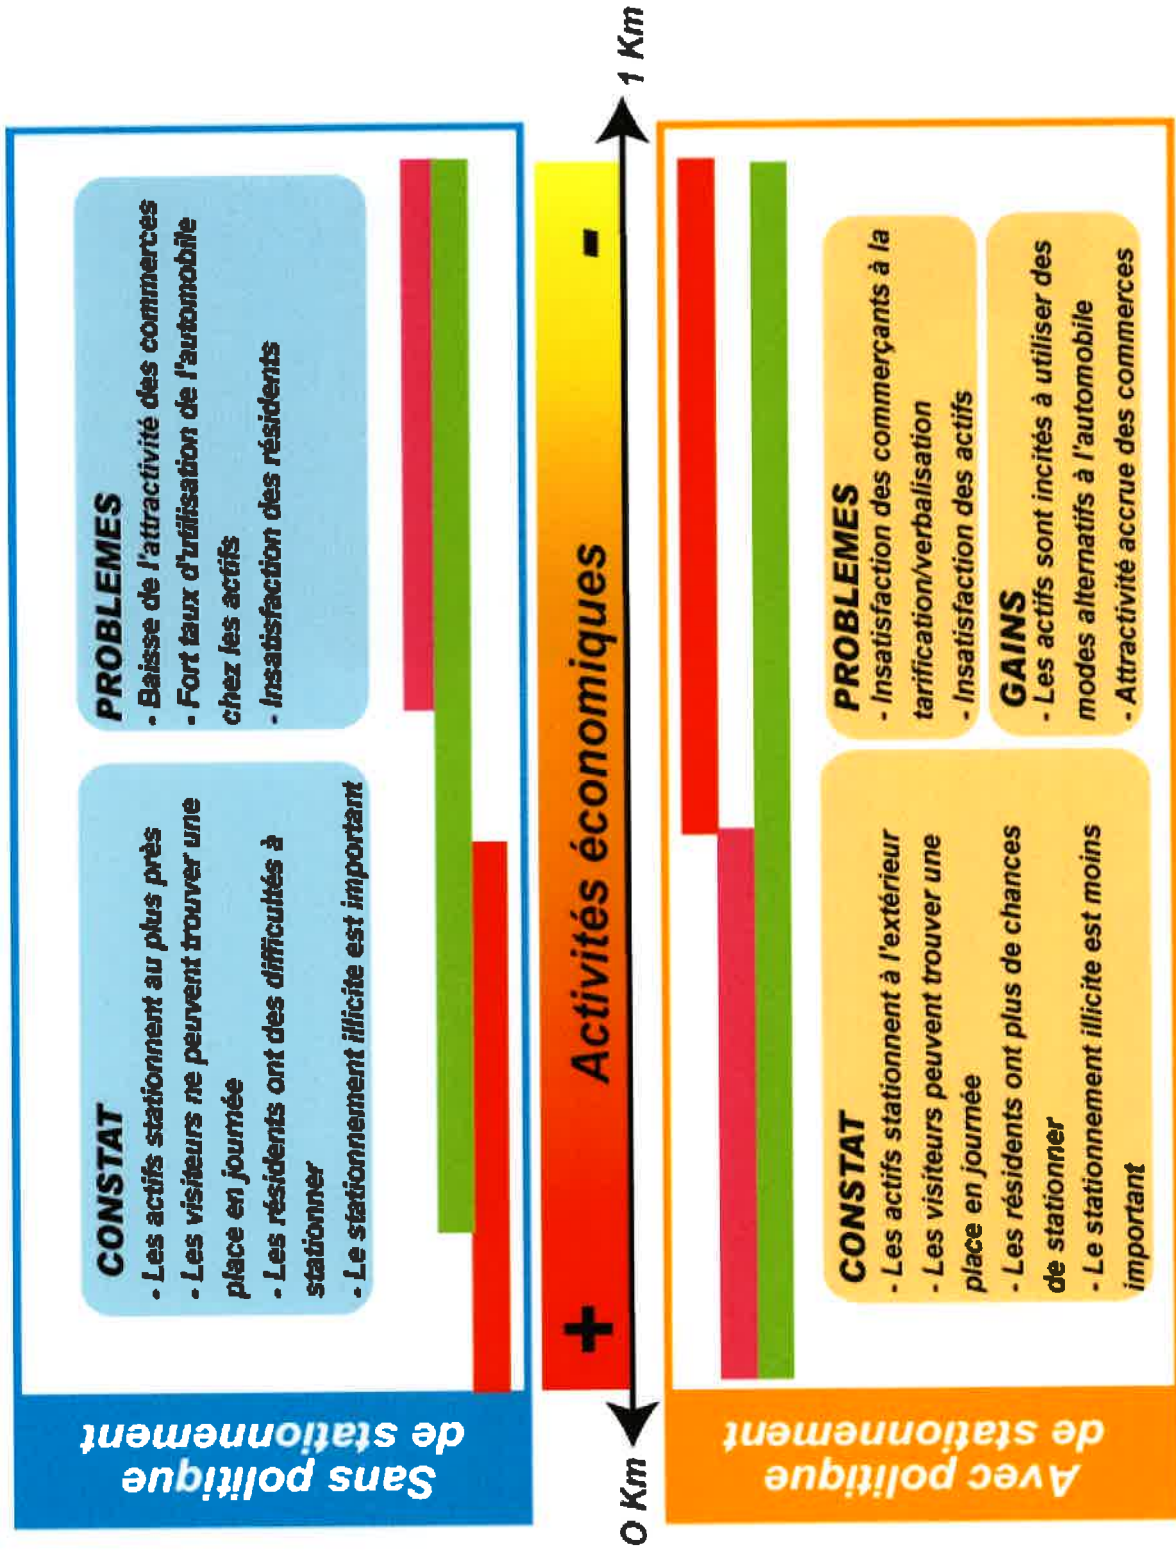 Sans politique
de stationnement
CONSTAT
- Les actifs stationnent au plus près
- Les visiteurs ne peuvent trouver une
place en journée
- Les résidents ont des difficultés à
stationner
- Le stationnement illicite est important
PROBLEMES
- Baisse de l'attractivité des commerces
- Fort taux d'utilisation de l'automobile
chez les actifs
- Insatisfaction des résidents
+
Activités économiques
-
O Km
1 Km
Avec politique
de stationnement
CONSTAT
- Les actifs stationnent à l'extérieur
- Les visiteurs peuvent trouver une
place en journée
- Les résidents ont plus de chances
de stationner
- Le stationnement illicite est moins
important
PROBLEMES
- Insatisfaction des commerçants à la
tarification/verbalisation
- Insatisfaction des actifs
GAINS
- Les actifs sont incités à utiliser des
modes alternatifs à l'automobile
- Attractivité accrue des commerces